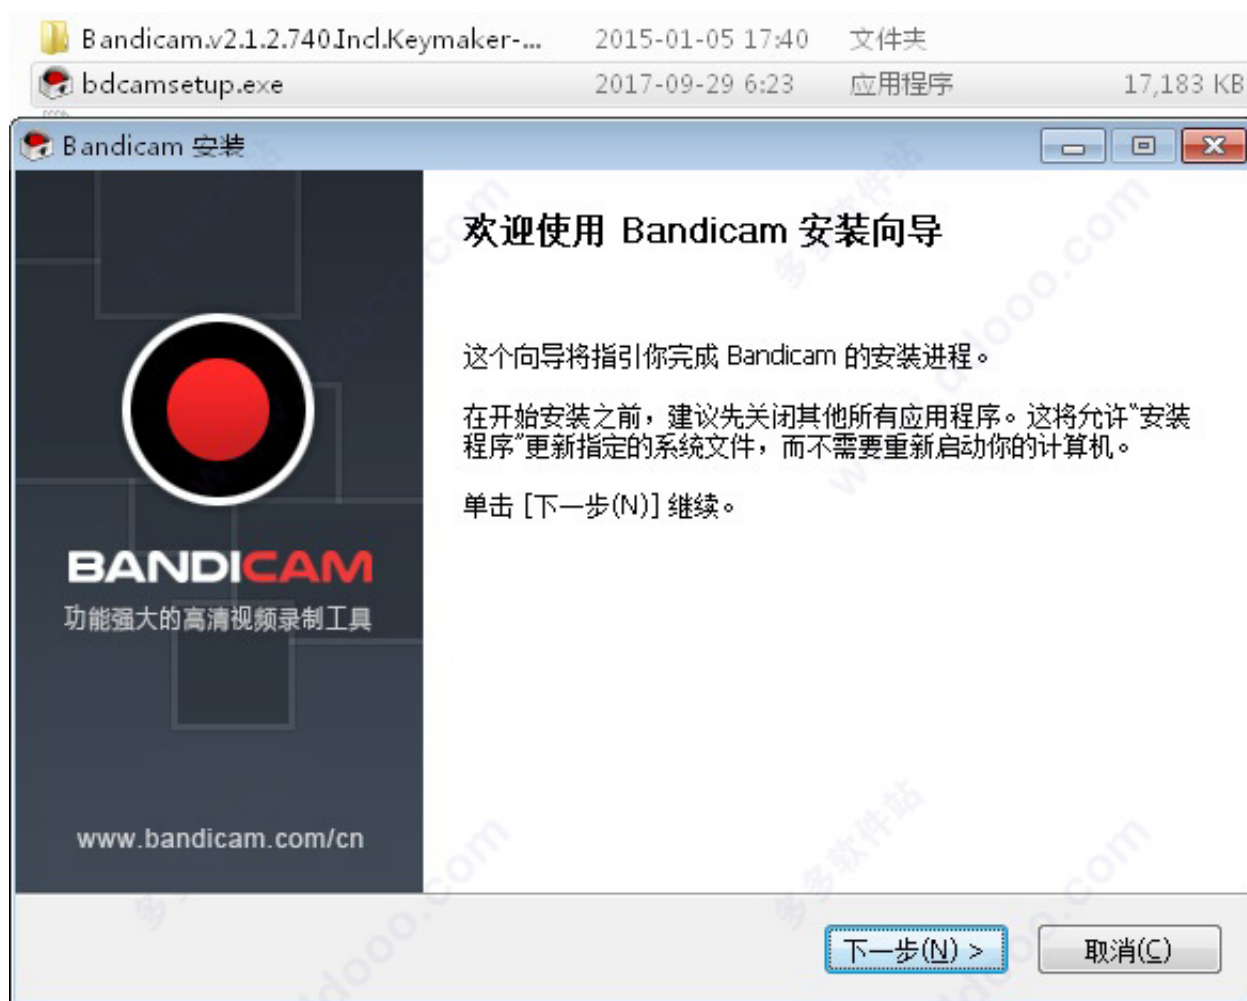 Bandicam.v2.1.2.740.Incl.Keymaker-... 2015-01-05 17:40 文件夹
bdcamsetup.exe 2017-09-29 6:23 应用程序 17,183 KB
Bandicam 安装
欢迎使用 Bandicam 安装向导
这个向导将指引你完成 Bandicam 的安装进程。
在开始安装之前，建议先关闭其他所有应用程序。这将允许"安装
程序"更新指定的系统文件，而不需要重新启动你的计算机。
单击 [下一步(N)] 继续。
BANDICAM
功能强大的高清视频录制工具
www.bandicam.com/cn
下一步(N) >
取消(C)